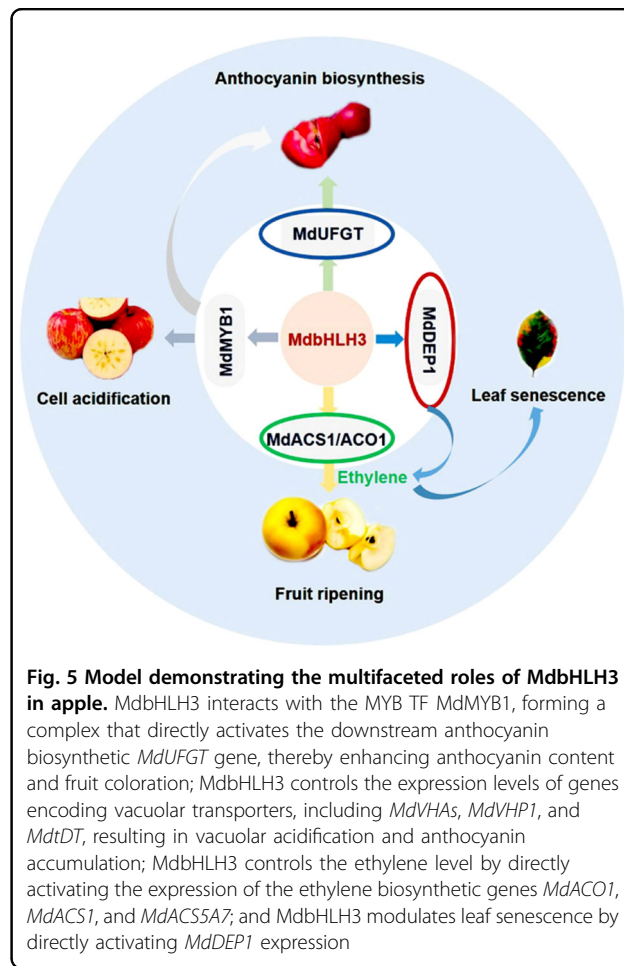 Anthocyanin biosynthesis
MdUFGT
MdMYB1
MdbHLH3
MdDEP1
Cell acidification
Leaf senescence
MdACS1/ACO1
Ethylene
Fruit ripening
Fig. 5 Model demonstrating the multifaceted roles of MdbHLH3
in apple. MdbHLH3 interacts with the MYB TF MdMYB1, forming a
complex that directly activates the downstream anthocyanin
biosynthetic MdUFGT gene, thereby enhancing anthocyanin content
and fruit coloration; MdbHLH3 controls the expression levels of genes
encoding vacuolar transporters, including MdVHAs, MdVHP1, and
MdtDT, resulting in vacuolar acidification and anthocyanin
accumulation; MdbHLH3 controls the ethylene level by directly
activating the expression of the ethylene biosynthetic genes MdACO1,
MdACS1, and MdACS5A7; and MdbHLH3 modulates leaf senescence by
directly activating MdDEP1 expression